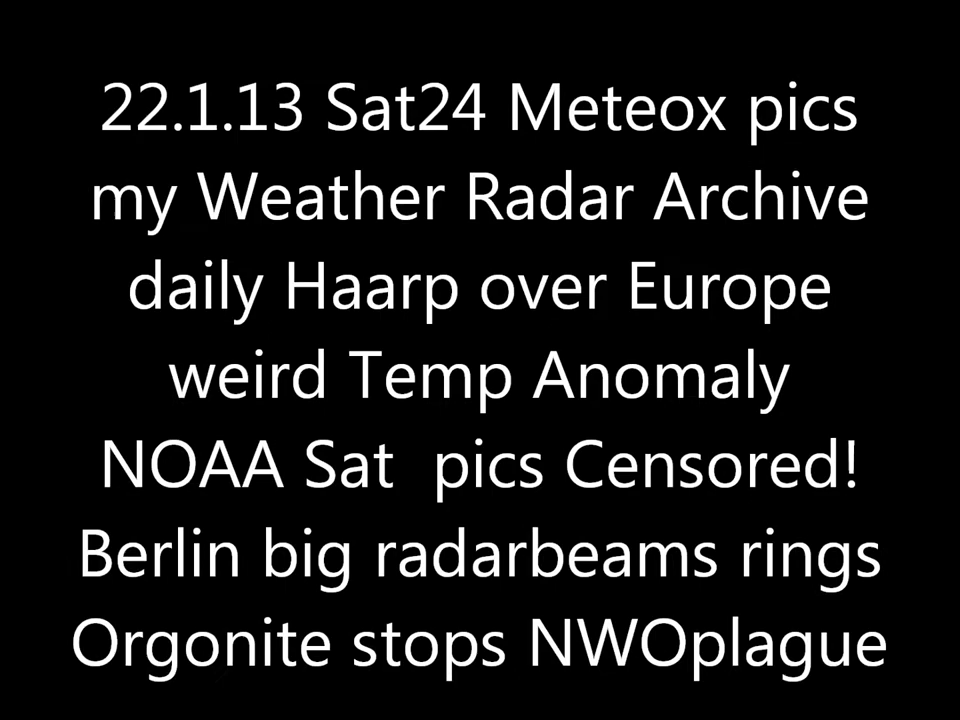 22.1.13 Sat24 Meteox pics
my Weather Radar Archive
daily Haarp over Europe
weird Temp Anomaly
NOAA Sat  pics Censored!
Berlin big radarbeams rings
Orgonite stops NWOplague